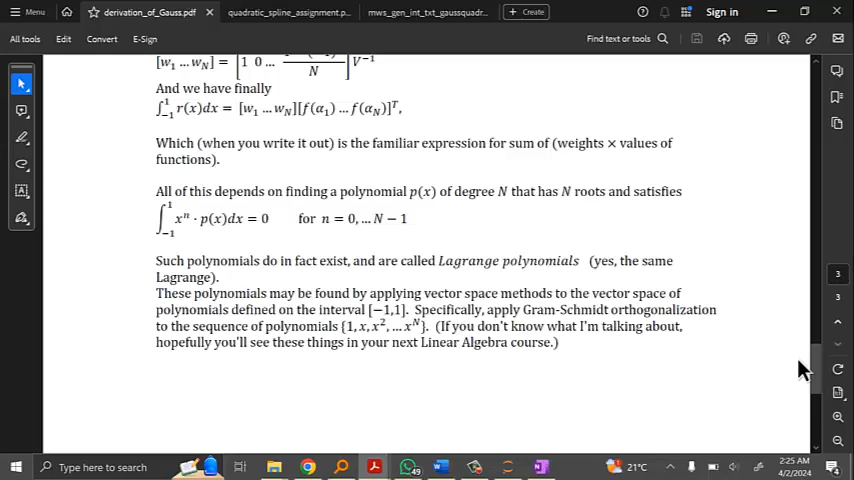 Menu
derivation_of_Gauss.pdf
quadratic_spline_assignment.p...
mws_gen_int_txt_gaussquadr...
+ Create
Sign in
All tools Edit Convert E-Sign
Find text or tools
[w₁ … wN] = [1 0 … N] V⁻¹
And we have finally
∫₋₁¹ r(x)dx = [w₁ … wN][f(α₁) … f(αN)]ᵀ,
Which (when you write it out) is the familiar expression for sum of (weights × values of
functions).
All of this depends on finding a polynomial p(x) of degree N that has N roots and satisfies
∫₋₁¹ xⁿ · p(x)dx = 0 for n = 0, … N − 1
Such polynomials do in fact exist, and are called Lagrange polynomials (yes, the same
Lagrange).
These polynomials may be found by applying vector space methods to the vector space of
polynomials defined on the interval [−1,1]. Specifically, apply Gram-Schmidt orthogonalization
to the sequence of polynomials {1, x, x², … xᴺ}. (If you don't know what I'm talking about,
hopefully you'll see these things in your next Linear Algebra course.)
3
3
Type here to search
49
21°C
2:25 AM
4/2/2024
4